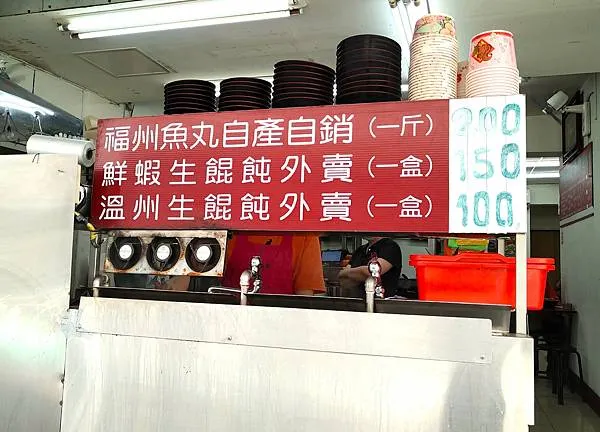 福州魚丸自產自銷(一斤) 200
鮮蝦生餛飩外賣(一盒) 150
溫州生餛飩外賣(一盒) 100